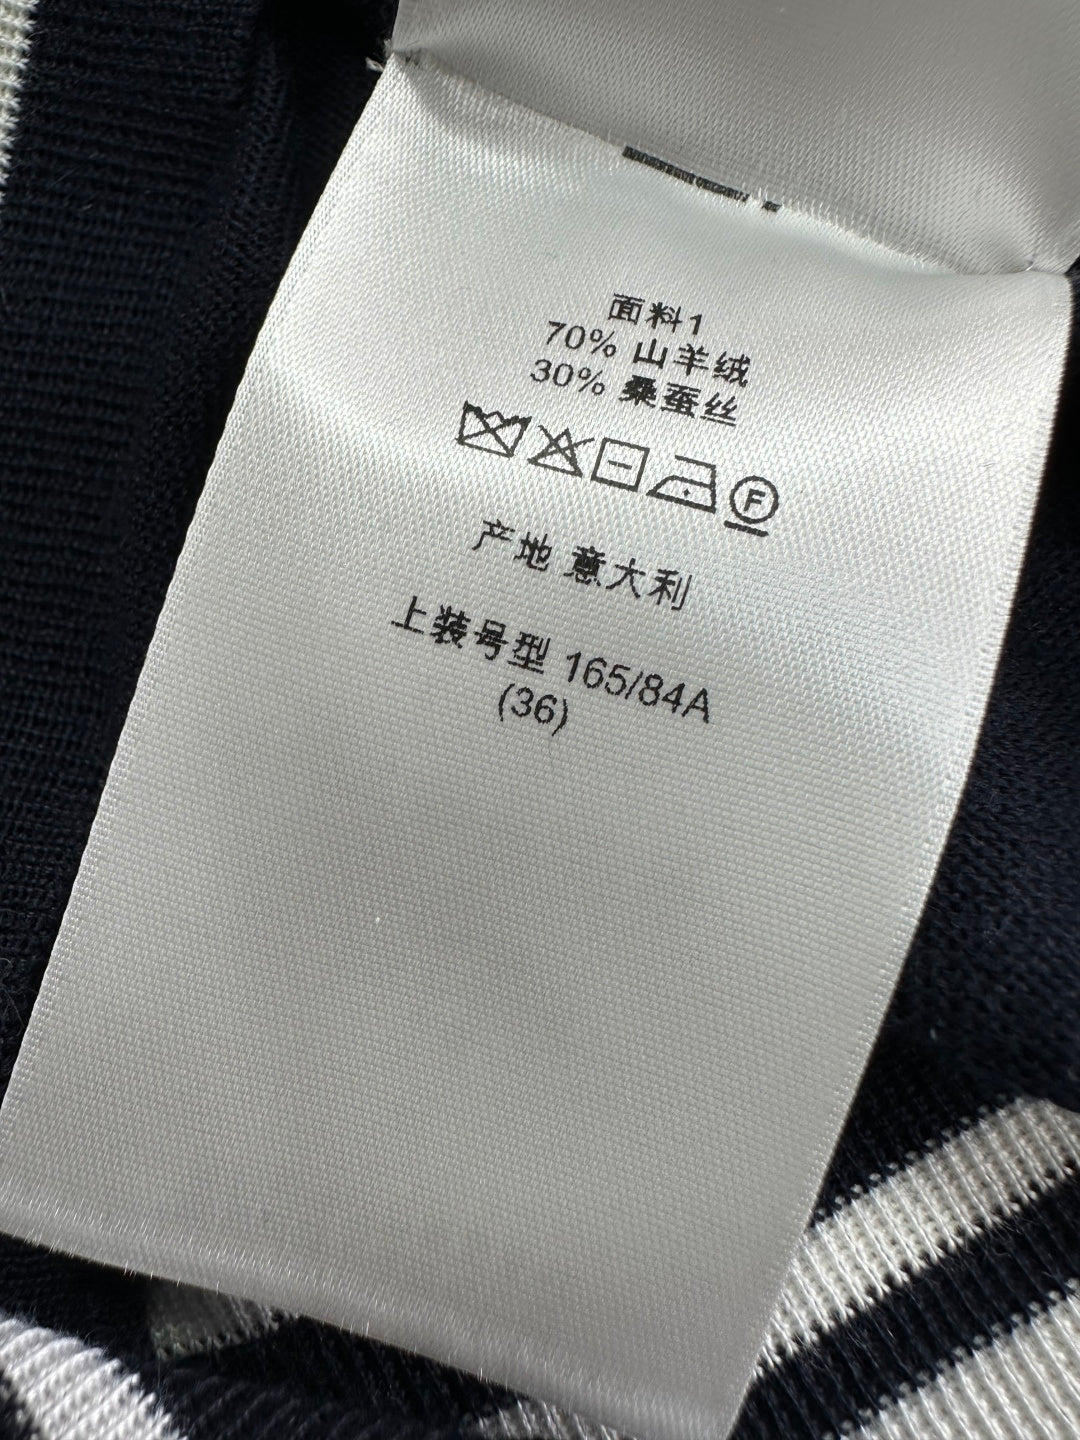 面料1
70% 山羊绒
30% 桑蚕丝
F
产地 意大利
上装号型 165/84A
(36)